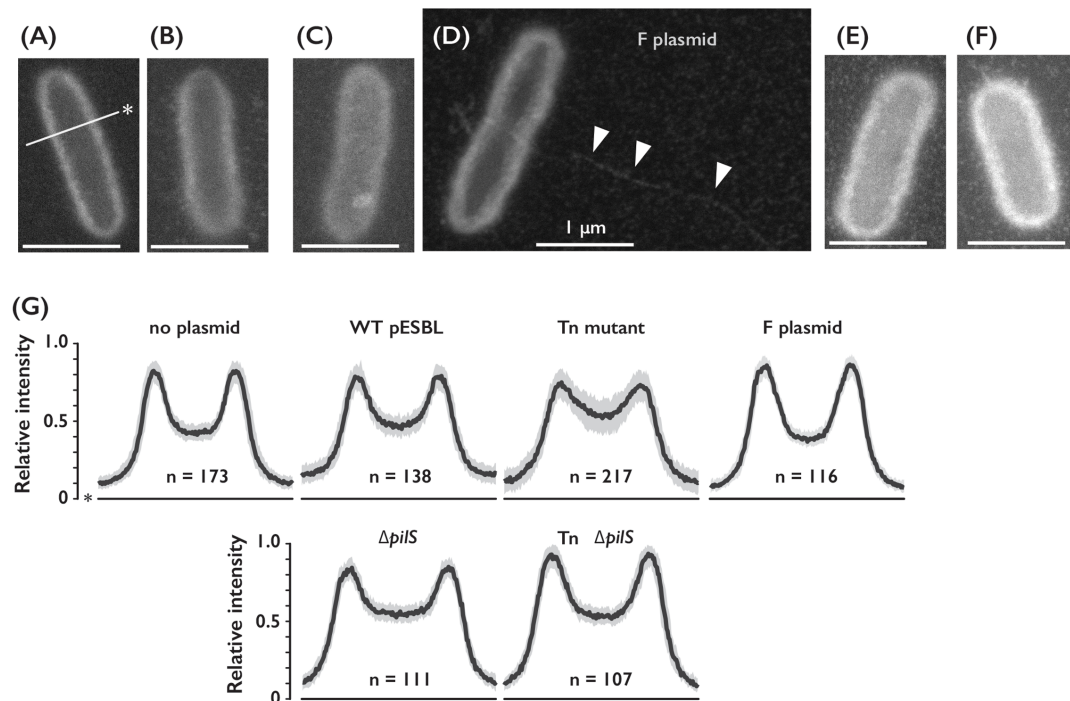 (A)
(B)
(C)
(D)
F plasmid
(E)
(F)
*
1 µm
(G)
no plasmid
WT pESBL
Tn mutant
F plasmid
Relative intensity
1.0
0.5
0
*
n = 173
n = 138
n = 217
n = 116
ΔpilS
Tn ΔpilS
Relative intensity
1.0
0.5
0
n = 111
n = 107